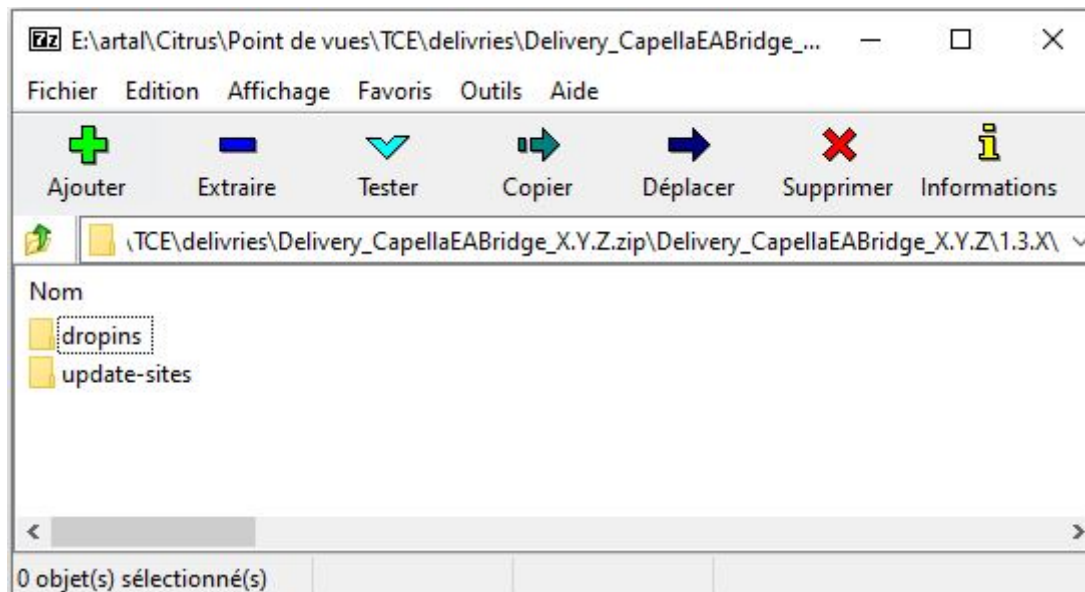 7z E:\artal\Citrus\Point de vues\TCE\delivries\Delivery_CapellaEABridge_...
Fichier Edition Affichage Favoris Outils Aide
Ajouter Extraire Tester Copier Déplacer Supprimer Informations
\TCE\delivries\Delivery_CapellaEABridge_X.Y.Z.zip\Delivery_CapellaEABridge_X.Y.Z\1.3.X\
Nom
dropins
update-sites
0 objet(s) sélectionné(s)